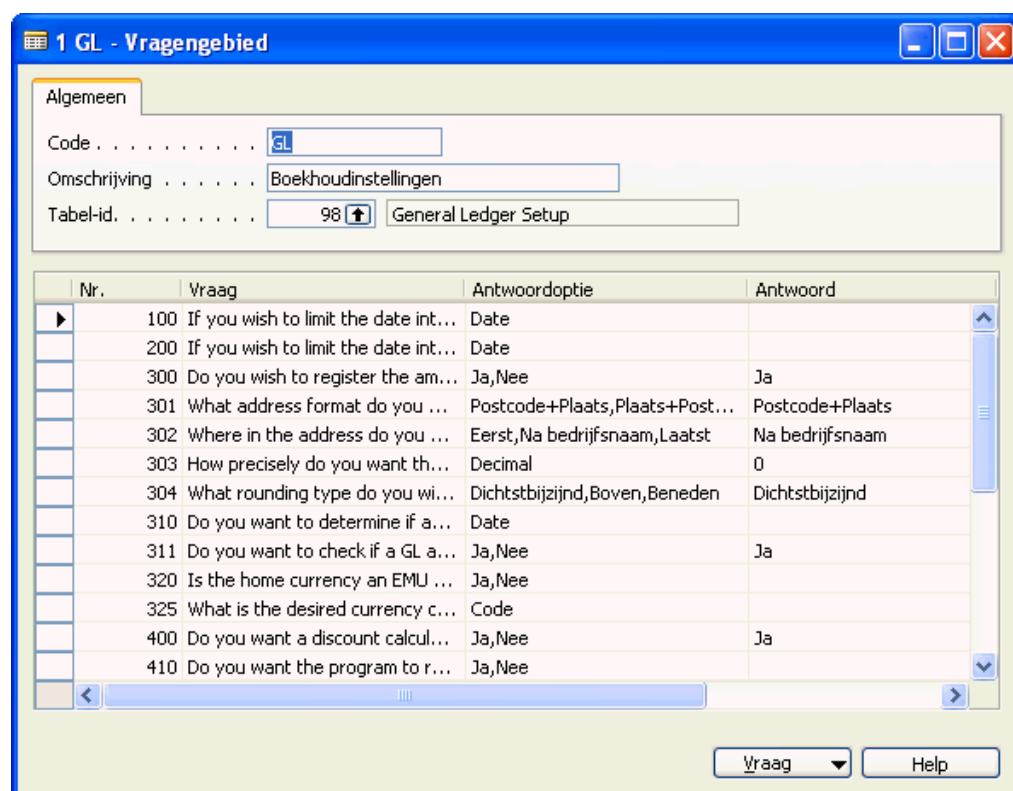 1 GL - Vragengebied
Algemeen
Code . . . . . . . . . . GL
Omschrijving . . . . . . Boekhoudinstellingen
Tabel-id. . . . . . . . . 98 General Ledger Setup
Nr. Vraag Antwoordoptie Antwoord
100 If you wish to limit the date int... Date
200 If you wish to limit the date int... Date
300 Do you wish to register the am... Ja,Nee Ja
301 What address format do you ... Postcode+Plaats,Plaats+Post... Postcode+Plaats
302 Where in the address do you ... Eerst,Na bedrijfsnaam,Laatst Na bedrijfsnaam
303 How precisely do you want th... Decimal 0
304 What rounding type do you wi... Dichtstbijzijnd,Boven,Beneden Dichtstbijzijnd
310 Do you want to determine if a... Date
311 Do you want to check if a GL a... Ja,Nee Ja
320 Is the home currency an EMU ... Ja,Nee
325 What is the desired currency c... Code
400 Do you want a discount calcul... Ja,Nee Ja
410 Do you want the program to r... Ja,Nee
Vraag Help